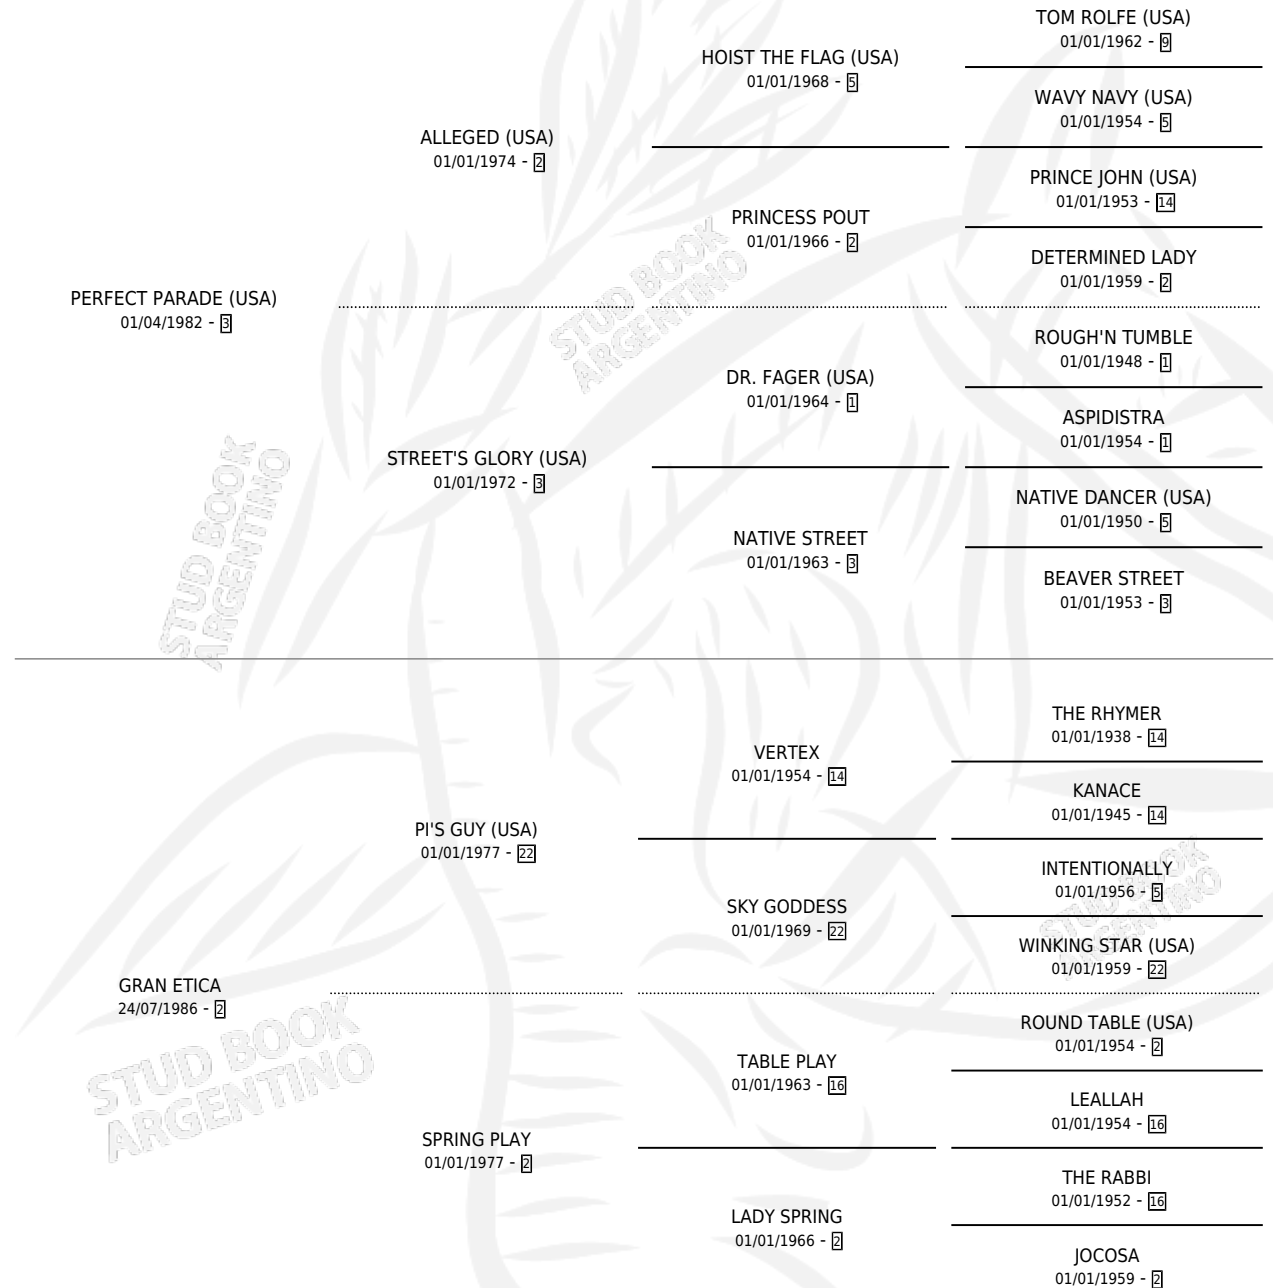 TOM ROLFE (USA)
01/01/1962 - 9
HOIST THE FLAG (USA)
01/01/1968 - 5
WAVY NAVY (USA)
01/01/1954 - 5
ALLEGED (USA)
01/01/1974 - 2
PRINCE JOHN (USA)
01/01/1953 - 14
PRINCESS POUT
01/01/1966 - 2
DETERMINED LADY
01/01/1959 - 2
PERFECT PARADE (USA)
01/04/1982 - 3
ROUGH'N TUMBLE
01/01/1948 - 1
DR. FAGER (USA)
01/01/1964 - 1
ASPIDISTRA
01/01/1954 - 1
STREET'S GLORY (USA)
01/01/1972 - 3
NATIVE DANCER (USA)
01/01/1950 - 5
NATIVE STREET
01/01/1963 - 3
BEAVER STREET
01/01/1953 - 3
THE RHYMER
01/01/1938 - 14
VERTEX
01/01/1954 - 14
KANACE
01/01/1945 - 14
PI'S GUY (USA)
01/01/1977 - 22
INTENTIONALLY
01/01/1956 - 5
SKY GODDESS
01/01/1969 - 22
WINKING STAR (USA)
01/01/1959 - 22
GRAN ETICA
24/07/1986 - 2
ROUND TABLE (USA)
01/01/1954 - 2
TABLE PLAY
01/01/1963 - 16
LEALLAH
01/01/1954 - 16
SPRING PLAY
01/01/1977 - 2
THE RABBI
01/01/1952 - 16
LADY SPRING
01/01/1966 - 2
JOCOSA
01/01/1959 - 2
STUD BOOK
ARGENTINO
STUD BOOK
ARGENTINO
STUD BOOK
ARGENTINO
STUD BOOK
ARGENTINO